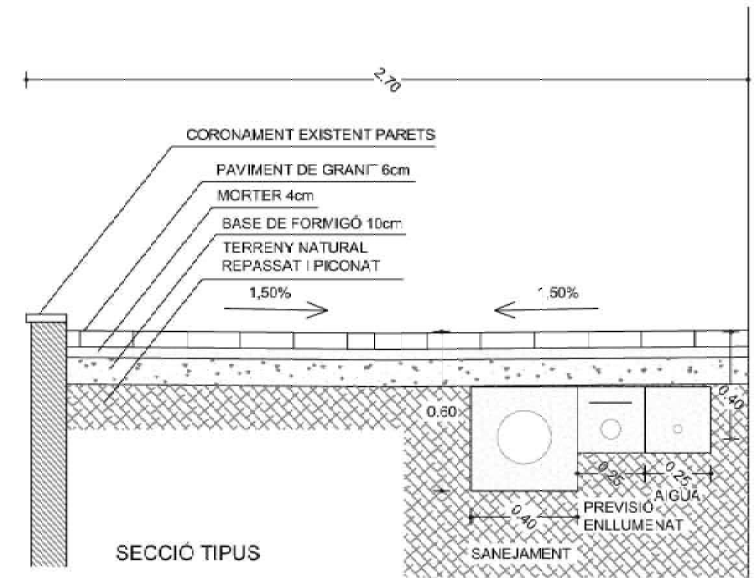 2.70
CORONAMENT EXISTENT PARETS
PAVIMENT DE GRANIT 6cm
MORTER 4cm
BASE DE FORMIGÓ 10cm
TERRENY NATURAL
REPASSAT I PICONAT
1,50%
1,50%
0.60
0.40
0.25
0.25
AIGUA
PREVISIÓ
ENLLUMENAT
0.40
SANEJAMENT
SECCIÓ TIPUS